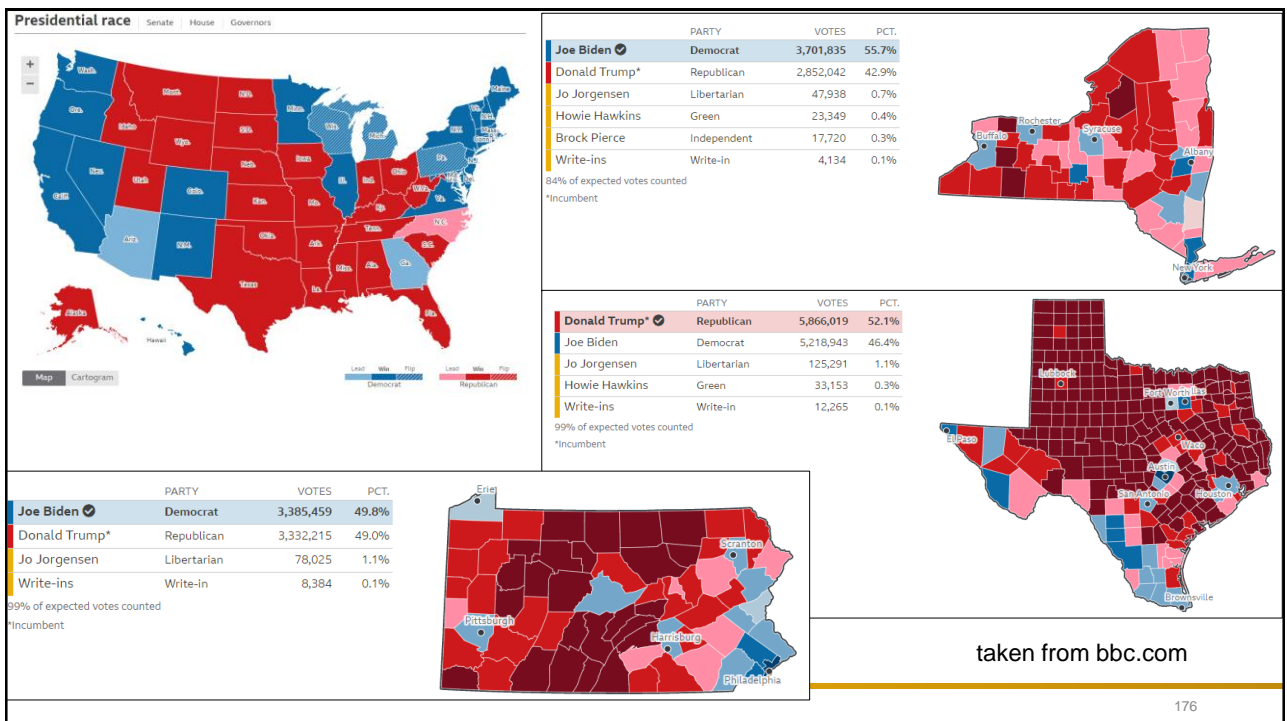 Presidential race Senate House Governors
+
−
Wash.
Ore.
Calif.
Nev.
Idaho
Mont.
Wyo.
Utah
Ariz.
Colo.
N.M.
N.D.
S.D.
Neb.
Kan.
Okla.
Texas
Minn.
Iowa
Mo.
Ark.
La.
Wis.
Ill.
Mich.
Ind.
Ohio
Ky.
Tenn.
Miss.
Ala.
Ga.
Fla.
S.C.
N.C.
Va.
W.Va.
Pa.
N.Y.
Vt.
N.H.
Maine
Mass.
Alaska
Hawaii
Map Cartogram
Lead Win Flip
Democrat
Lead Win Flip
Republican
PARTY VOTES PCT.
Joe Biden Democrat 3,701,835 55.7%
Donald Trump* Republican 2,852,042 42.9%
Jo Jorgensen Libertarian 47,938 0.7%
Howie Hawkins Green 23,349 0.4%
Brock Pierce Independent 17,720 0.3%
Write-ins Write-in 4,134 0.1%
84% of expected votes counted
*Incumbent
Rochester
Buffalo
Syracuse
Albany
New York
PARTY VOTES PCT.
Donald Trump* Republican 5,866,019 52.1%
Joe Biden Democrat 5,218,943 46.4%
Jo Jorgensen Libertarian 125,291 1.1%
Howie Hawkins Green 33,153 0.3%
Write-ins Write-in 12,265 0.1%
99% of expected votes counted
*Incumbent
Lubbock
Fort Worth llas
El Paso
Waco
Austin
San Antonio
Houston
Brownsville
PARTY VOTES PCT.
Joe Biden Democrat 3,385,459 49.8%
Donald Trump* Republican 3,332,215 49.0%
Jo Jorgensen Libertarian 78,025 1.1%
Write-ins Write-in 8,384 0.1%
99% of expected votes counted
*Incumbent
Erie
Scranton
Pittsburgh
Harrisburg
Philadelphia
taken from bbc.com
176